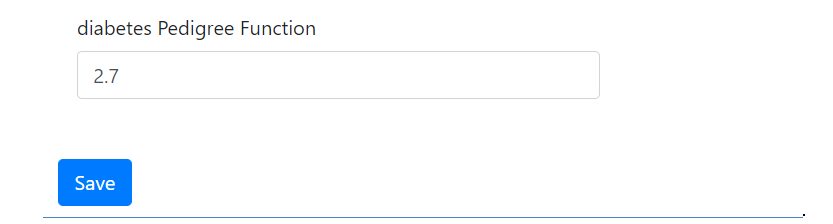 diabetes Pedigree Function
2.7
Save
.